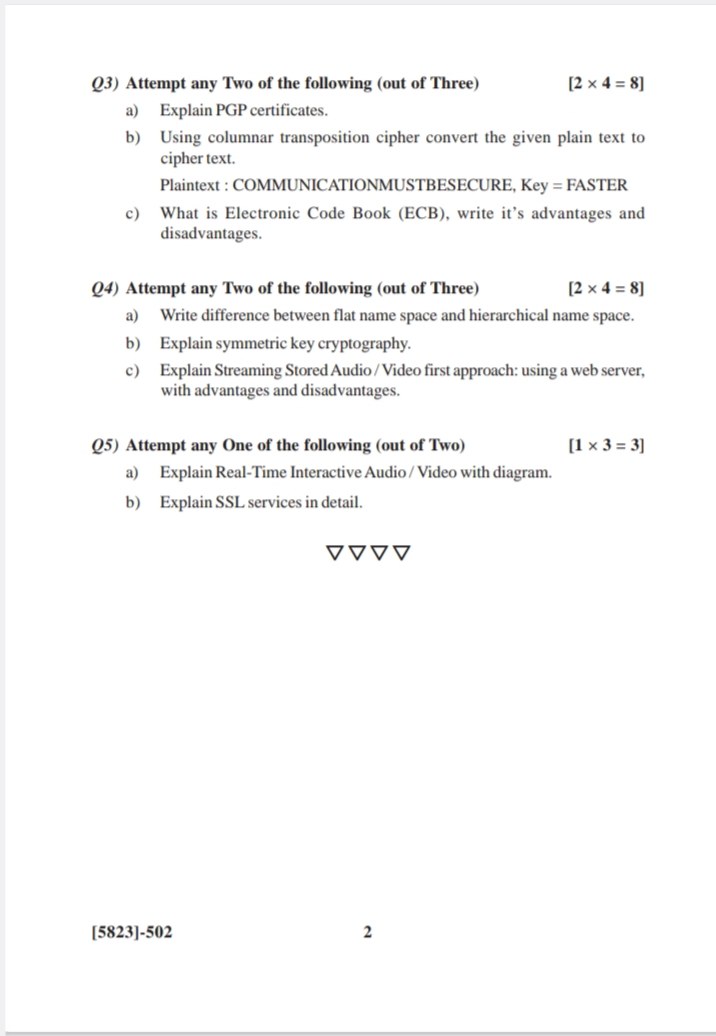 Q3) Attempt any Two of the following (out of Three) [2 × 4 = 8]
a) Explain PGP certificates.
b) Using columnar transposition cipher convert the given plain text to
cipher text.
Plaintext : COMMUNICATIONMUSTBESECURE, Key = FASTER
c) What is Electronic Code Book (ECB), write it's advantages and
disadvantages.
Q4) Attempt any Two of the following (out of Three) [2 × 4 = 8]
a) Write difference between flat name space and hierarchical name space.
b) Explain symmetric key cryptography.
c) Explain Streaming Stored Audio / Video first approach: using a web server,
with advantages and disadvantages.
Q5) Attempt any One of the following (out of Two) [1 × 3 = 3]
a) Explain Real-Time Interactive Audio / Video with diagram.
b) Explain SSL services in detail.
[5823]-502 2